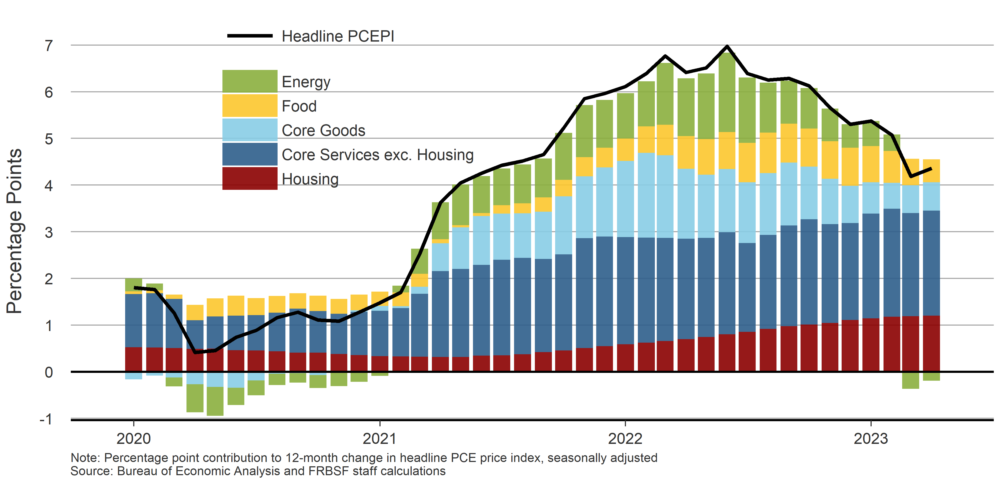 Headline PCEPI
Energy
Food
Core Goods
Core Services exc. Housing
Housing
Percentage Points
7
6
5
4
3
2
1
0
-1
2020
2021
2022
2023
Note: Percentage point contribution to 12-month change in headline PCE price index, seasonally adjusted
Source: Bureau of Economic Analysis and FRBSF staff calculations